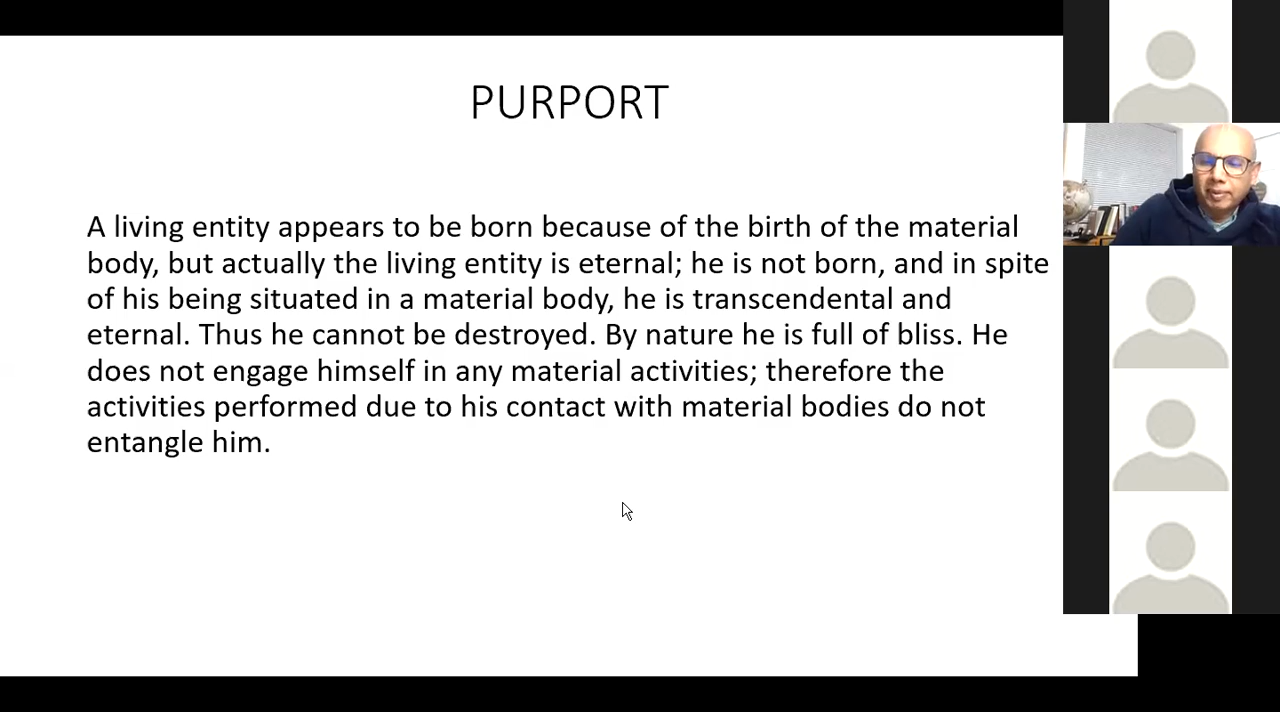 PURPORT
A living entity appears to be born because of the birth of the material
body, but actually the living entity is eternal; he is not born, and in spite
of his being situated in a material body, he is transcendental and
eternal. Thus he cannot be destroyed. By nature he is full of bliss. He
does not engage himself in any material activities; therefore the
activities performed due to his contact with material bodies do not
entangle him.